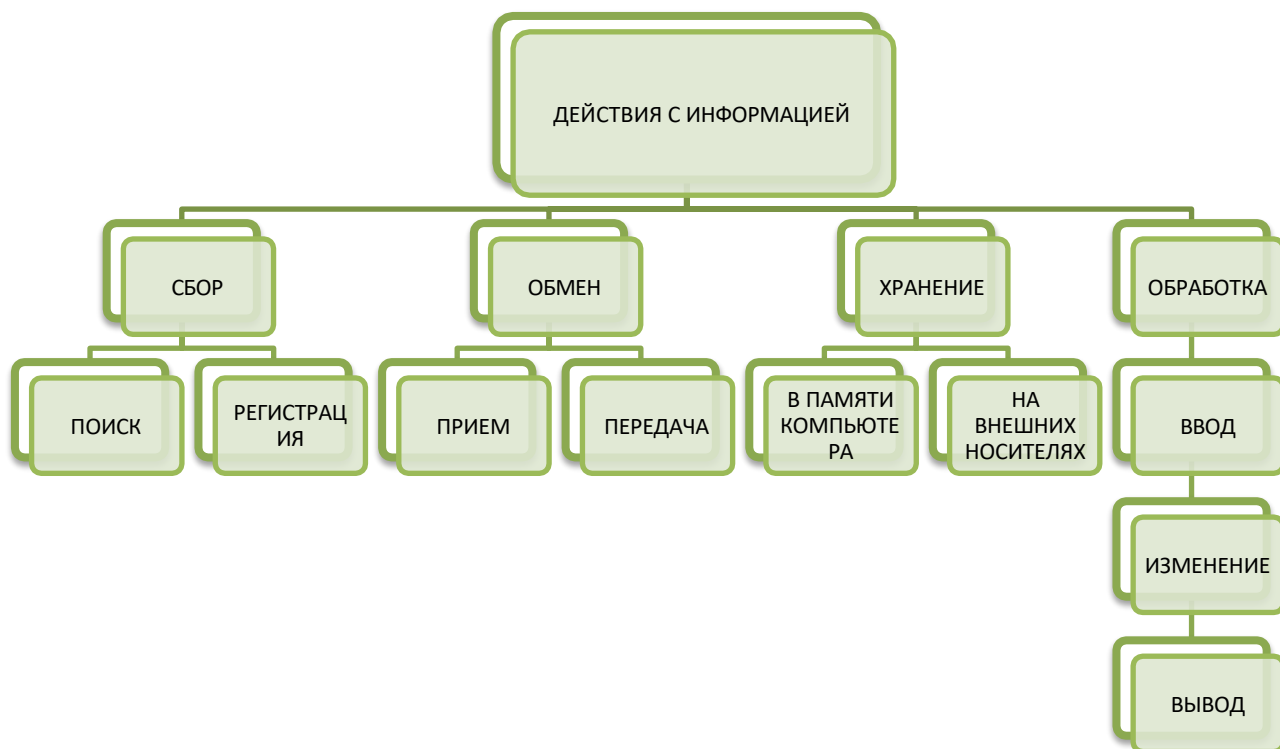 ДЕЙСТВИЯ С ИНФОРМАЦИЕЙ
СБОР
ОБМЕН
ХРАНЕНИЕ
ОБРАБОТКА
ПОИСК
РЕГИСТРАЦ
ИЯ
ПРИЕМ
ПЕРЕДАЧА
В ПАМЯТИ
КОМПЬЮТЕ
РА
НА
ВНЕШНИХ
НОСИТЕЛЯХ
ВВОД
ИЗМЕНЕНИЕ
ВЫВОД